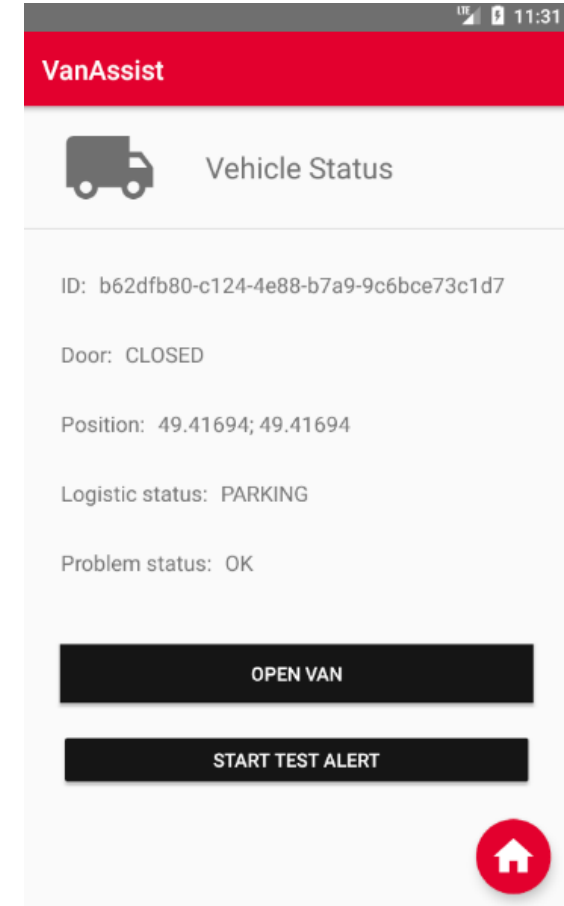 LTE 11:31
VanAssist
Vehicle Status
ID: b62dfb80-c124-4e88-b7a9-9c6bce73c1d7
Door: CLOSED
Position: 49.41694; 49.41694
Logistic status: PARKING
Problem status: OK
OPEN VAN
START TEST ALERT